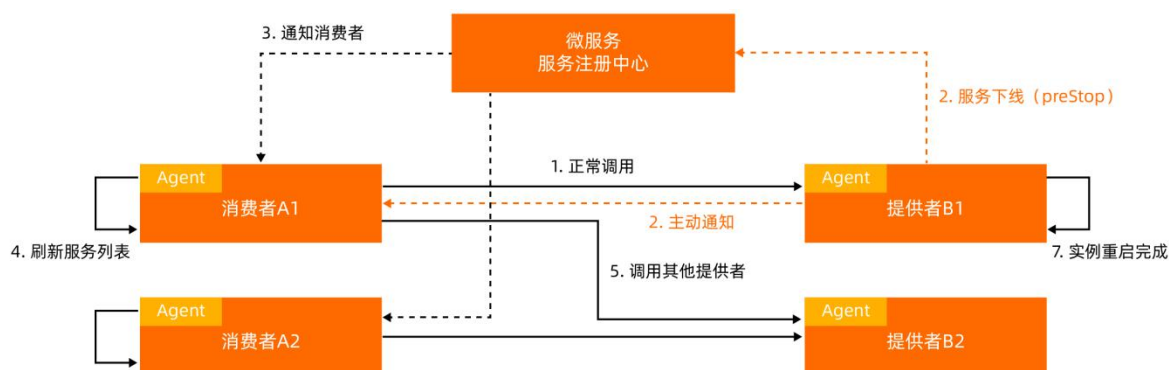 3. 通知消费者
微服务
服务注册中心
2. 服务下线（preStop）
Agent
消费者A1
1. 正常调用
2. 主动通知
Agent
提供者B1
4. 刷新服务列表
5. 调用其他提供者
7. 实例重启完成
Agent
消费者A2
Agent
提供者B2